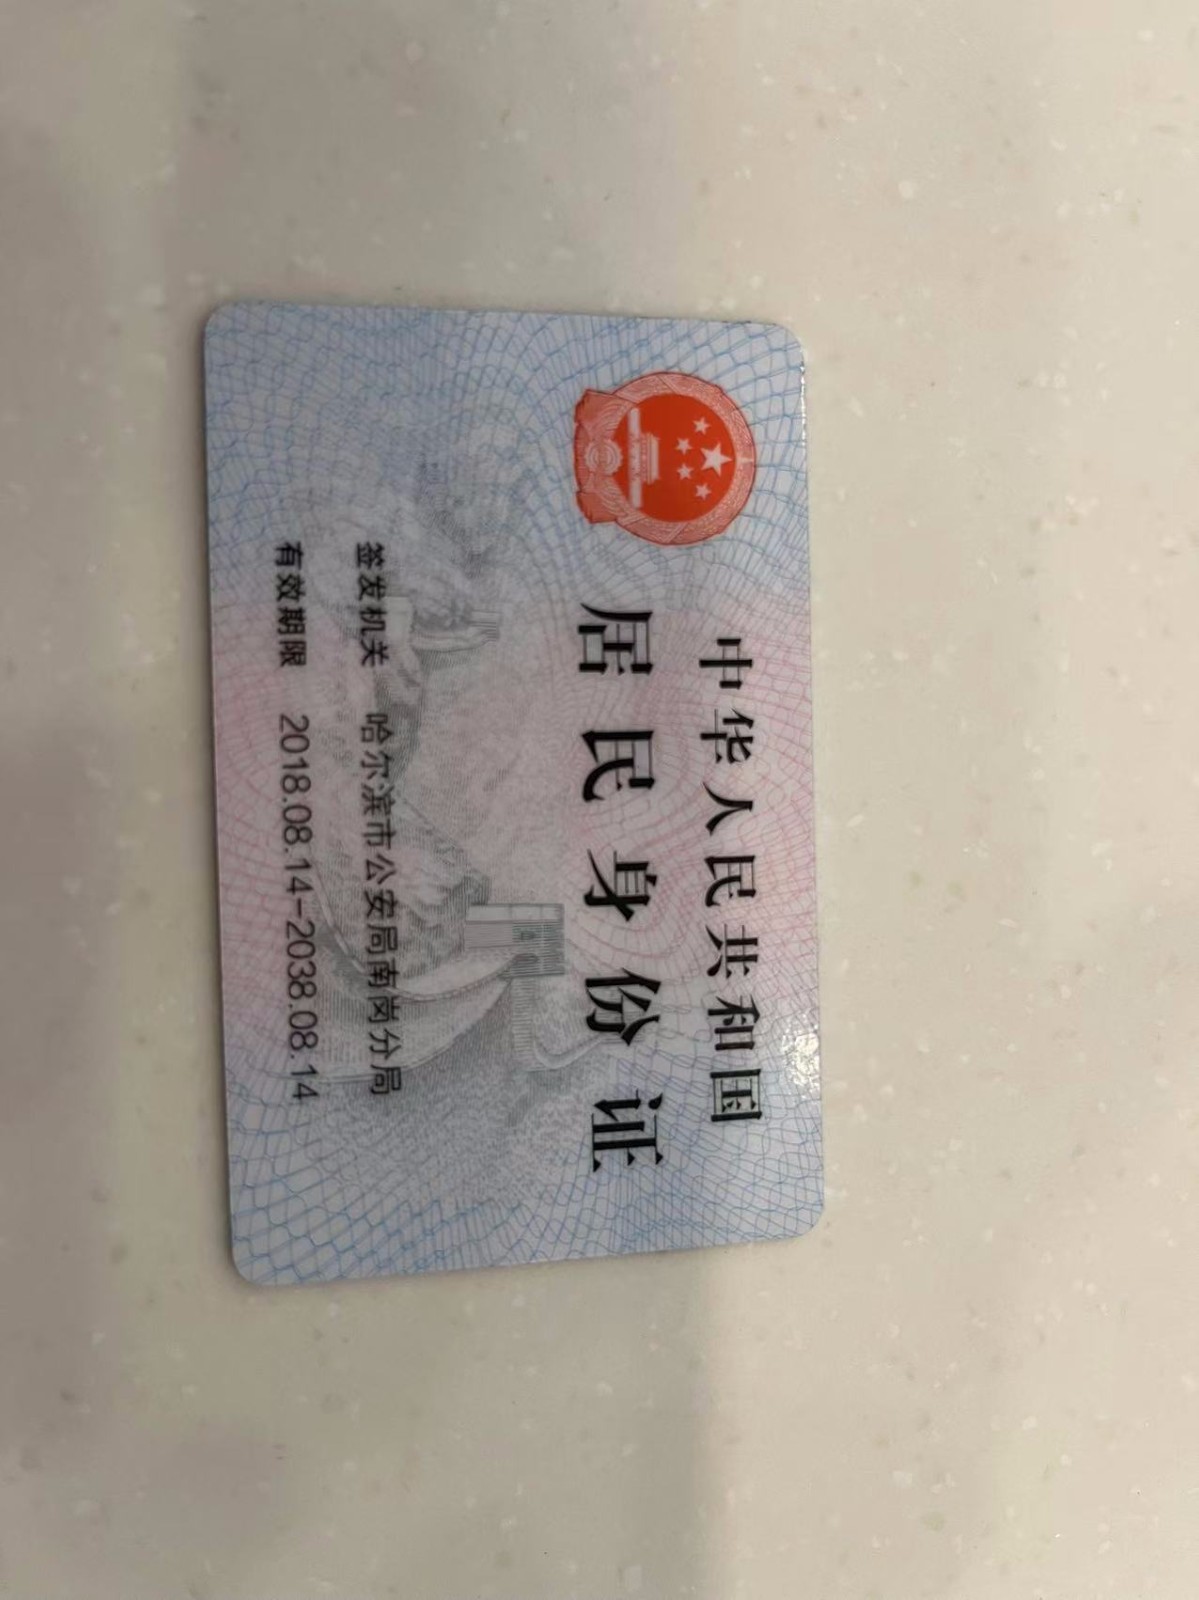 中华人民共和国
居民身份证
签发机关 哈尔滨市公安局南岗分局
有效期限 2018.08.14-2038.08.14